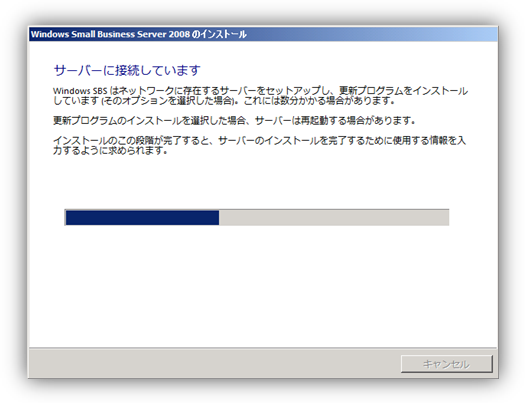 Windows Small Business Server 2008 のインストール
サーバーに接続しています
Windows SBS はネットワークに存在するサーバーをセットアップし、更新プログラムをインストール
しています (そのオプションを選択した場合)。これには数分かかる場合があります。
更新プログラムのインストールを選択した場合、サーバーは再起動する場合があります。
インストールのこの段階が完了すると、サーバーのインストールを完了するために使用する情報を入
力するように求められます。
キャンセル